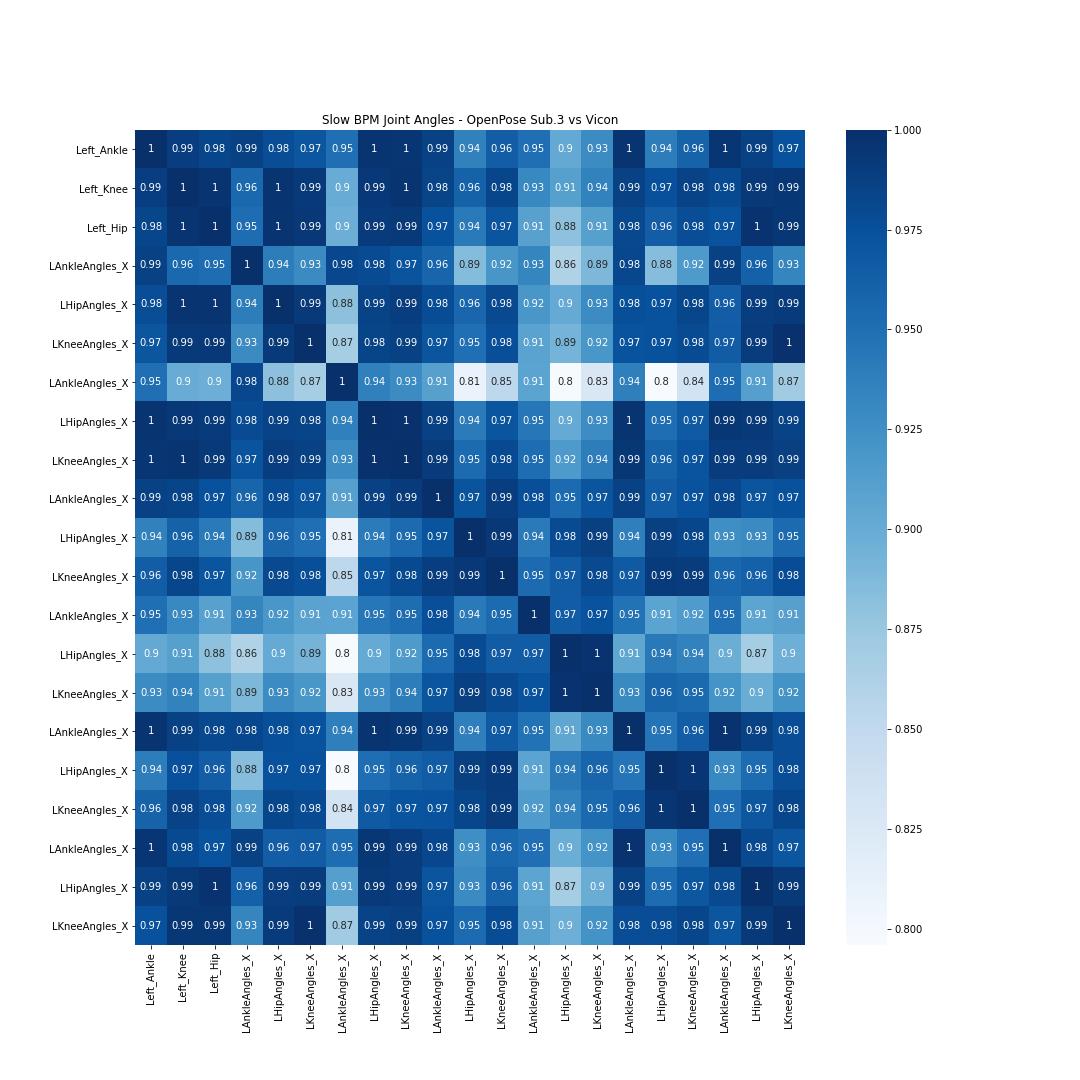 Slow BPM Joint Angles - OpenPose Sub.3 vs Vicon
Left_Ankle 1 0.99 0.98 0.99 0.98 0.97 0.95 1 1 0.99 0.94 0.96 0.95 0.9 0.93 1 0.94 0.96 1 0.99 0.97
Left_Knee 0.99 1 1 0.96 1 0.99 0.9 0.99 1 0.98 0.96 0.98 0.93 0.91 0.94 0.99 0.97 0.98 0.98 0.99 0.99
Left_Hip 0.98 1 1 0.95 1 0.99 0.9 0.99 0.99 0.97 0.94 0.97 0.91 0.88 0.91 0.98 0.96 0.98 0.97 1 0.99
LAnkleAngles_X 0.99 0.96 0.95 1 0.94 0.93 0.98 0.98 0.97 0.96 0.89 0.92 0.93 0.86 0.89 0.98 0.88 0.92 0.99 0.96 0.93
LHipAngles_X 0.98 1 1 0.94 1 0.99 0.88 0.99 0.99 0.98 0.96 0.98 0.92 0.9 0.93 0.98 0.97 0.98 0.96 0.99 0.99
LKneeAngles_X 0.97 0.99 0.99 0.93 0.99 1 0.87 0.98 0.99 0.97 0.95 0.98 0.91 0.89 0.92 0.97 0.97 0.98 0.97 0.99 1
LAnkleAngles_X 0.95 0.9 0.9 0.98 0.88 0.87 1 0.94 0.93 0.91 0.81 0.85 0.91 0.8 0.83 0.94 0.8 0.84 0.95 0.91 0.87
LHipAngles_X 1 0.99 0.99 0.98 0.99 0.98 0.94 1 1 0.99 0.94 0.97 0.95 0.9 0.93 1 0.95 0.97 0.99 0.99 0.99
LKneeAngles_X 1 1 0.99 0.97 0.99 0.99 0.93 1 1 0.99 0.95 0.98 0.95 0.92 0.94 0.99 0.96 0.97 0.99 0.99 0.99
LAnkleAngles_X 0.99 0.98 0.97 0.96 0.98 0.97 0.91 0.99 0.99 1 0.97 0.99 0.98 0.95 0.97 0.99 0.97 0.97 0.98 0.97 0.97
LHipAngles_X 0.94 0.96 0.94 0.89 0.96 0.95 0.81 0.94 0.95 0.97 1 0.99 0.94 0.98 0.99 0.94 0.99 0.98 0.93 0.93 0.95
LKneeAngles_X 0.96 0.98 0.97 0.92 0.98 0.98 0.85 0.97 0.98 0.99 0.99 1 0.95 0.97 0.98 0.97 0.99 0.99 0.96 0.96 0.98
LAnkleAngles_X 0.95 0.93 0.91 0.93 0.92 0.91 0.91 0.95 0.95 0.98 0.94 0.95 1 0.97 0.97 0.95 0.91 0.92 0.95 0.91 0.91
LHipAngles_X 0.9 0.91 0.88 0.86 0.9 0.89 0.8 0.9 0.92 0.95 0.98 0.97 0.97 1 1 0.91 0.94 0.94 0.9 0.87 0.9
LKneeAngles_X 0.93 0.94 0.91 0.89 0.93 0.92 0.83 0.93 0.94 0.97 0.99 0.98 0.97 1 1 0.93 0.96 0.95 0.92 0.9 0.92
LAnkleAngles_X 1 0.99 0.98 0.98 0.98 0.97 0.94 1 0.99 0.99 0.94 0.97 0.95 0.91 0.93 1 0.95 0.96 1 0.99 0.98
LHipAngles_X 0.94 0.97 0.96 0.88 0.97 0.97 0.8 0.95 0.96 0.97 0.99 0.99 0.91 0.94 0.96 0.95 1 1 0.93 0.95 0.98
LKneeAngles_X 0.96 0.98 0.98 0.92 0.98 0.98 0.84 0.97 0.97 0.97 0.98 0.99 0.92 0.94 0.95 0.96 1 1 0.95 0.97 0.98
LAnkleAngles_X 1 0.98 0.97 0.99 0.96 0.97 0.95 0.99 0.99 0.98 0.93 0.96 0.95 0.9 0.92 1 0.93 0.95 1 0.98 0.97
LHipAngles_X 0.99 0.99 1 0.96 0.99 0.99 0.91 0.99 0.99 0.97 0.93 0.96 0.91 0.87 0.9 0.99 0.95 0.97 0.98 1 0.99
LKneeAngles_X 0.97 0.99 0.99 0.93 0.99 1 0.87 0.99 0.99 0.97 0.95 0.98 0.91 0.9 0.92 0.98 0.98 0.98 0.97 0.99 1
Left_Ankle
Left_Knee
Left_Hip
LAnkleAngles_X
LHipAngles_X
LKneeAngles_X
LAnkleAngles_X
LHipAngles_X
LKneeAngles_X
LAnkleAngles_X
LHipAngles_X
LKneeAngles_X
LAnkleAngles_X
LHipAngles_X
LKneeAngles_X
LAnkleAngles_X
LHipAngles_X
LKneeAngles_X
LAnkleAngles_X
LHipAngles_X
LKneeAngles_X
1.000
0.975
0.950
0.925
0.900
0.875
0.850
0.825
0.800